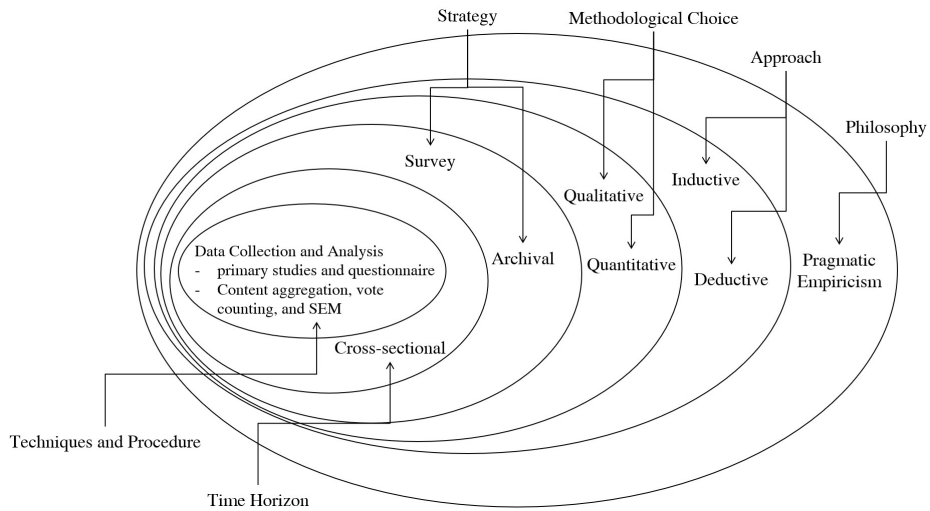 Strategy
Methodological Choice
Approach
Philosophy
Survey
Qualitative
Inductive
Data Collection and Analysis
- primary studies and questionnaire
- Content aggregation, vote
counting, and SEM
Archival
Quantitative
Deductive
Pragmatic
Empiricism
Cross-sectional
Techniques and Procedure
Time Horizon